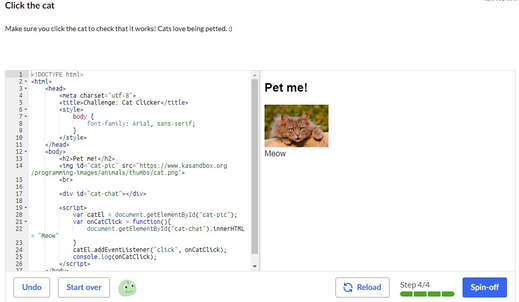 Click the cat
Make sure you click the cat to check that it works! Cats love being petted. :)
1 <!DOCTYPE html>
2 <html>
3 <head>
4 <meta charset="utf-8">
5 <title>Challenge: Cat Clicker</title>
6 <style>
7 body {
8 font-family: Arial, sans-serif;
9 }
10 </style>
11 </head>
12 <body>
13 <h2>Pet me!</h2>
14 <img id="cat-pic" src="https://www.kasandbox.org
/programming-images/animals/thumbs/cat.png">
15 <br>
16
17 <div id="cat-chat"></div>
18
19 <script>
20 var catEl = document.getElementById("cat-pic");
21 var onCatClick = function(){
22 document.getElementById("cat-chat").innerHTML
= "Meow"
23 }
24 catEl.addEventListener("click", onCatClick);
25 console.log(onCatClick);
26 </script>
27 </body>
Pet me!
Meow
Undo
Start over
Reload
Step 4/4
Spin-off